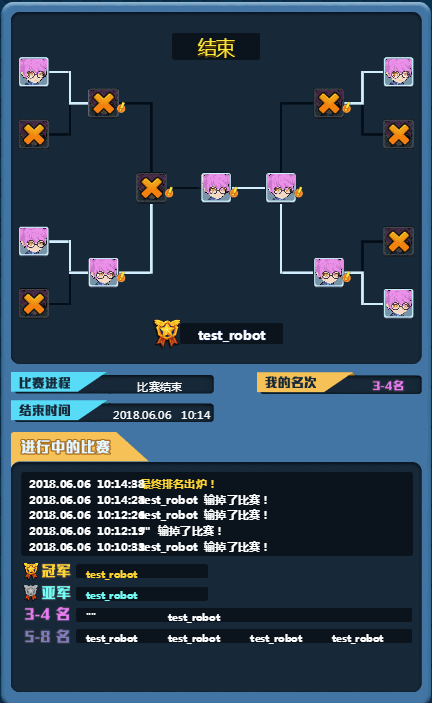 结束
test_robot
比赛进程 比赛结束 我的名次 3-4名
结束时间 2018.06.06 10:14
进行中的比赛
2018.06.06 10:14:38 最终排名出炉！
2018.06.06 10:14:28 test_robot 输掉了比赛！
2018.06.06 10:12:26 test_robot 输掉了比赛！
2018.06.06 10:12:19 "" 输掉了比赛！
2018.06.06 10:10:33 test_robot 输掉了比赛！
冠军 test_robot
亚军 test_robot
3-4 名 "" test_robot
5-8 名 test_robot test_robot test_robot test_robot